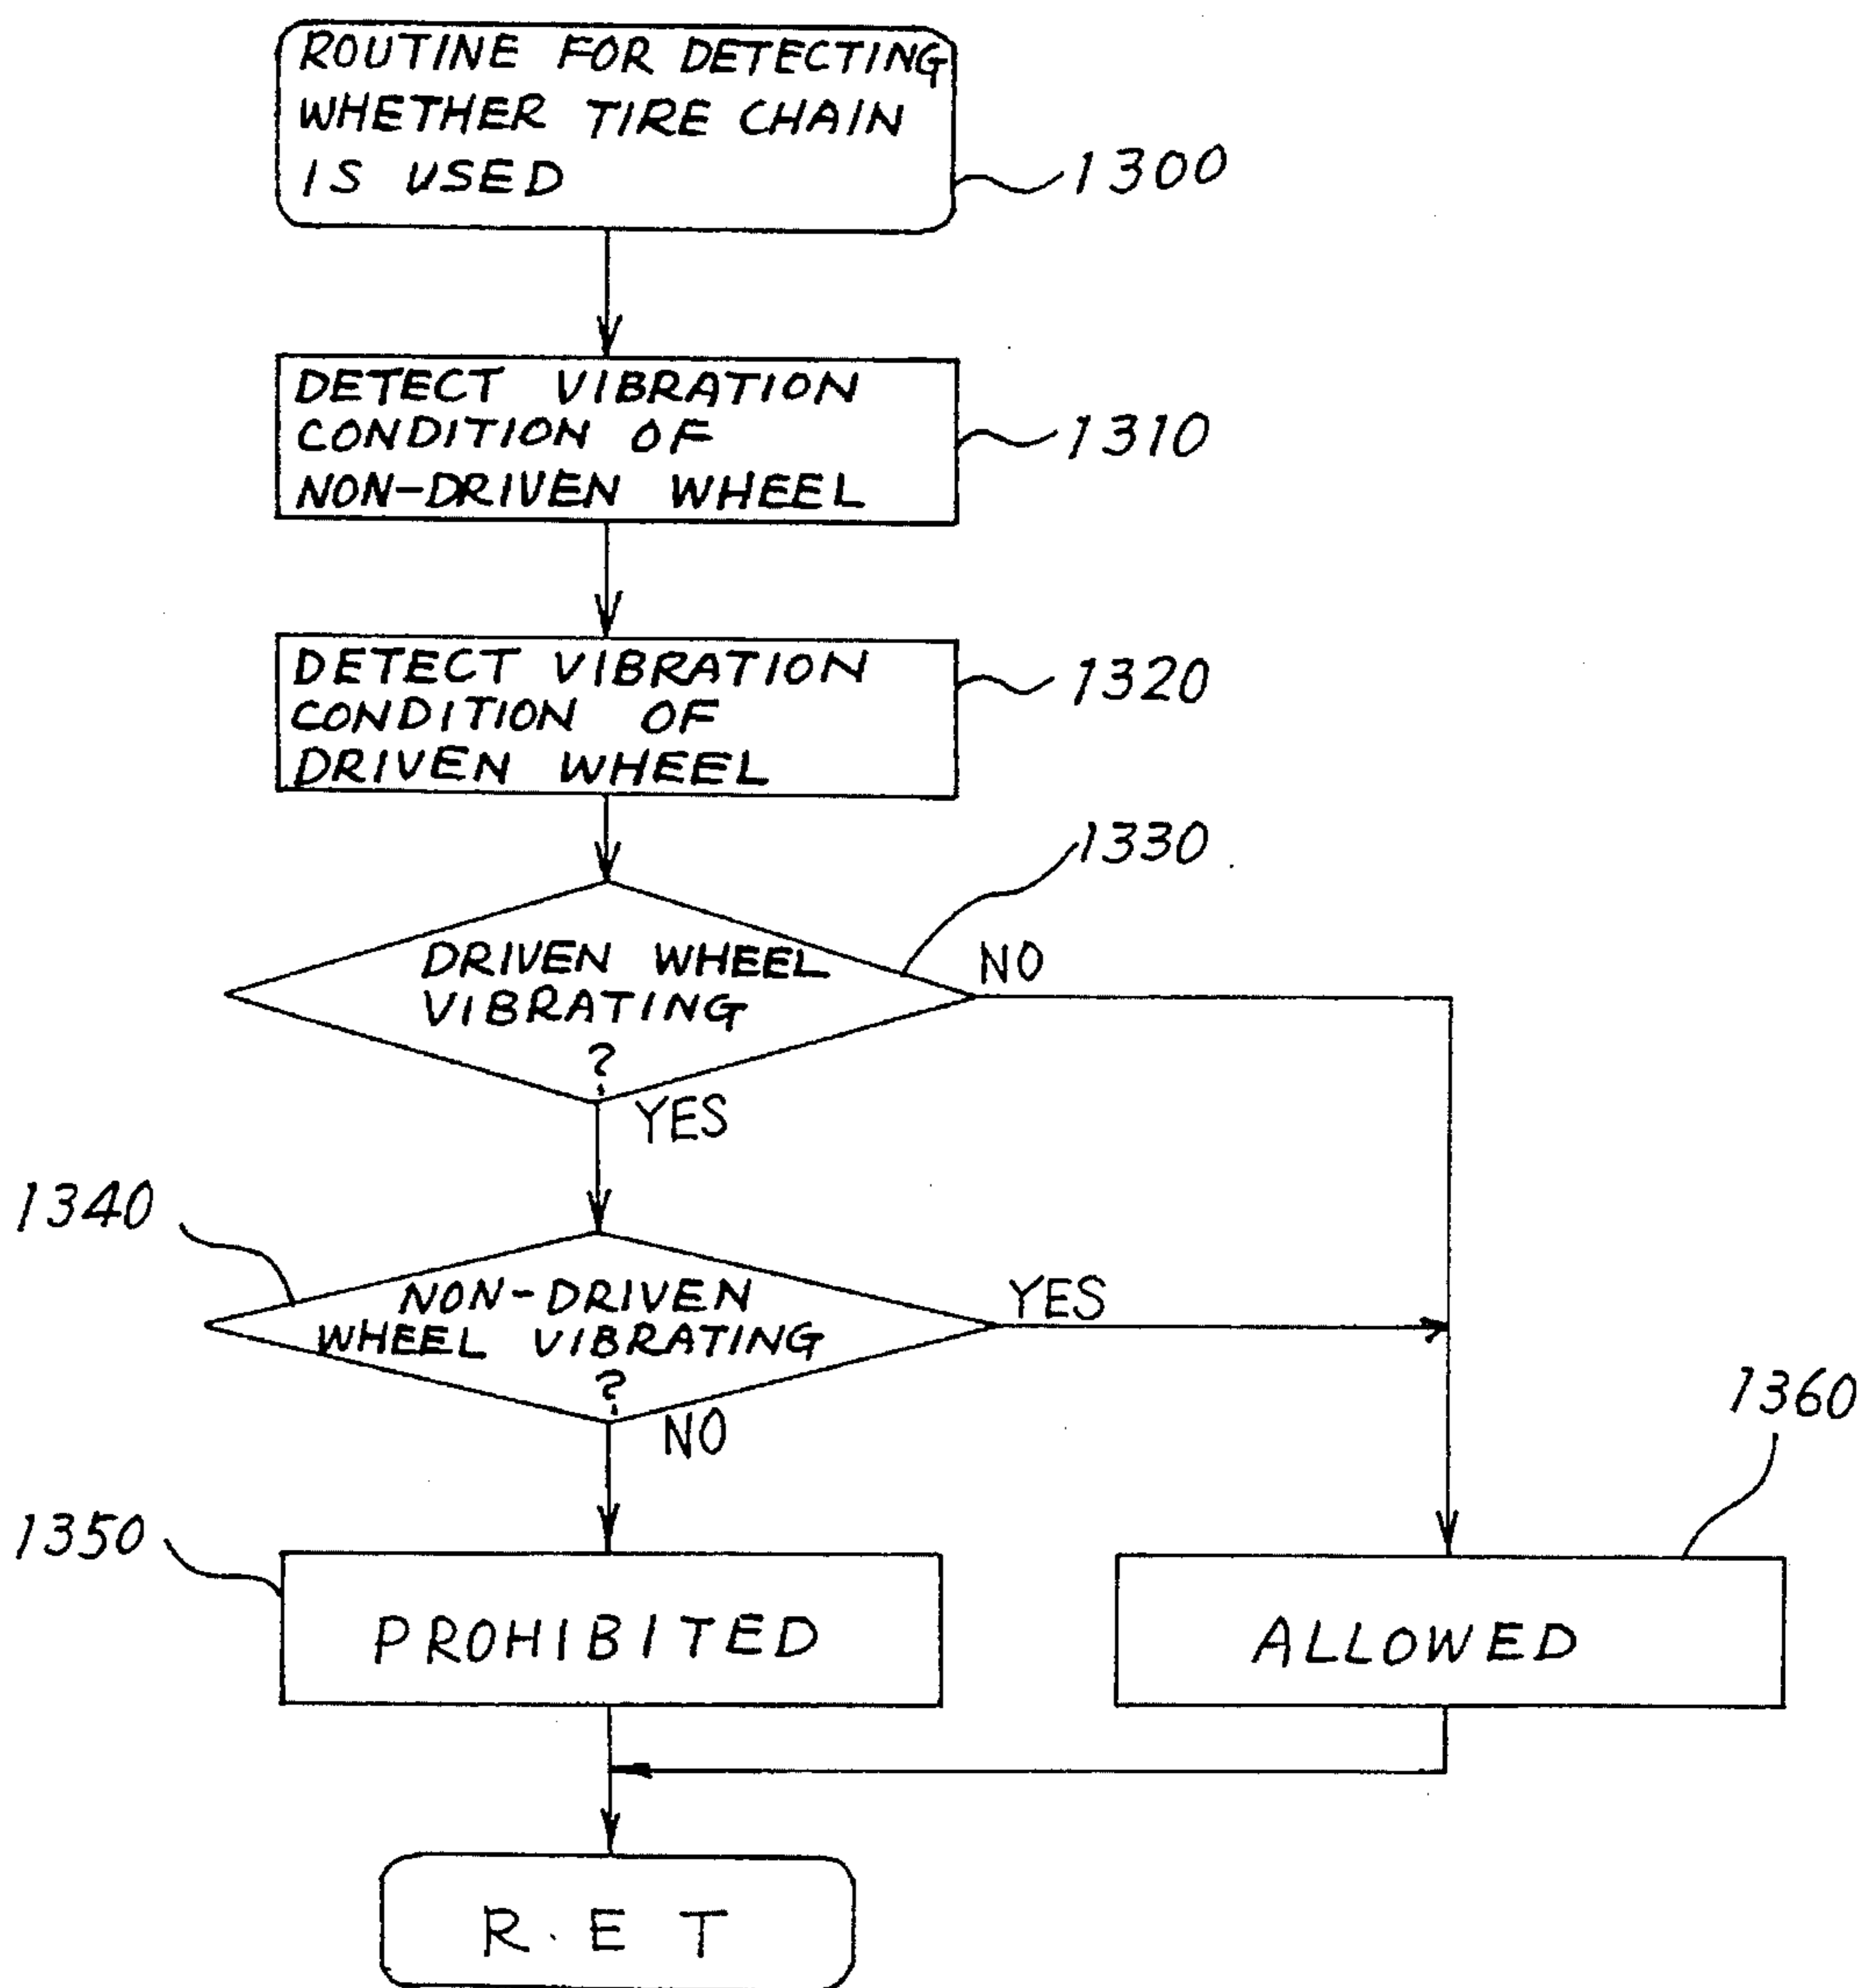 ROUTINE FOR DETECTING
WHETHER TIRE CHAIN
IS USED
1300
DETECT VIBRATION
CONDITION OF
NON-DRIVEN WHEEL
1310
DETECT VIBRATION
CONDITION OF
DRIVEN WHEEL
1320
1330
DRIVEN WHEEL
VIBRATING
?
NO
YES
1340
NON-DRIVEN
WHEEL VIBRATING
?
YES
NO
1350
PROHIBITED
1360
ALLOWED
R E T